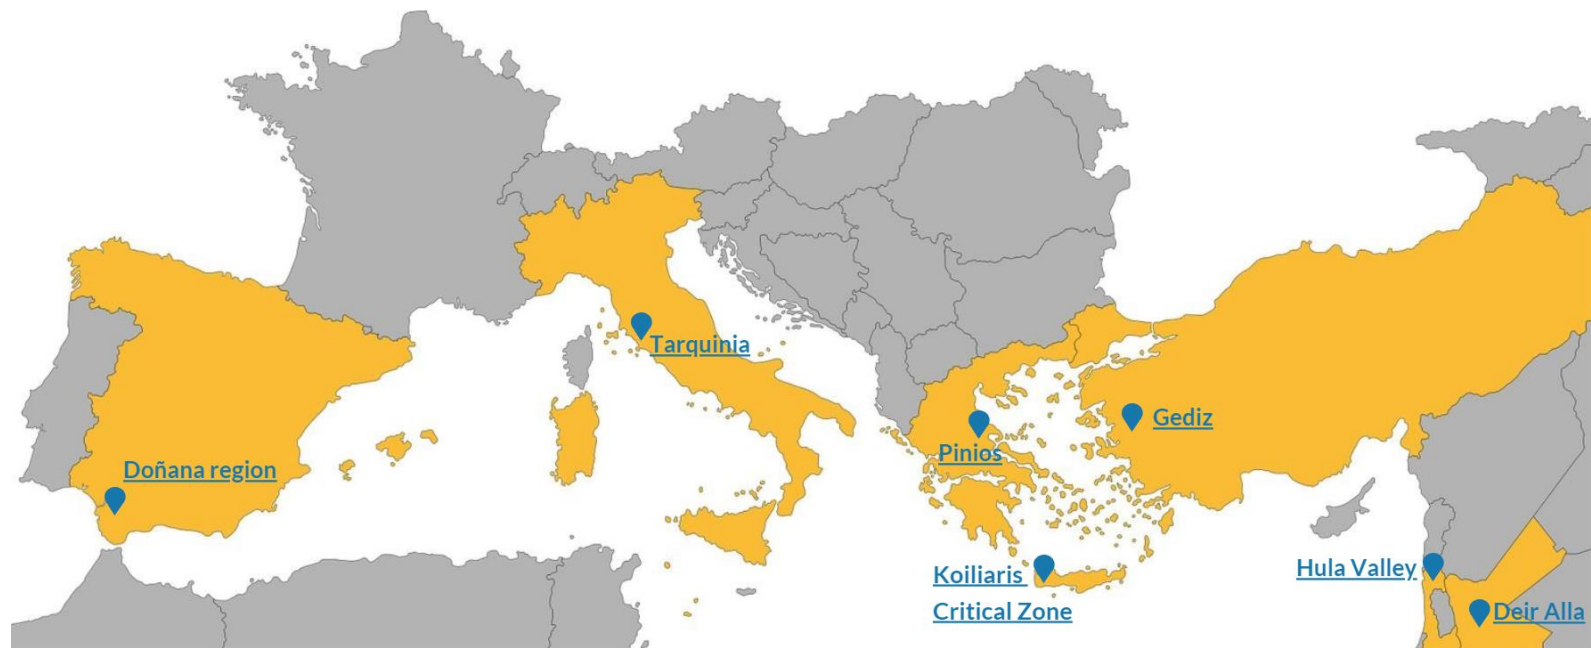 Tarquinia
Gediz
Pinios
Doñana region
Hula Valley
Koiliaris
Critical Zone
Deir Alla